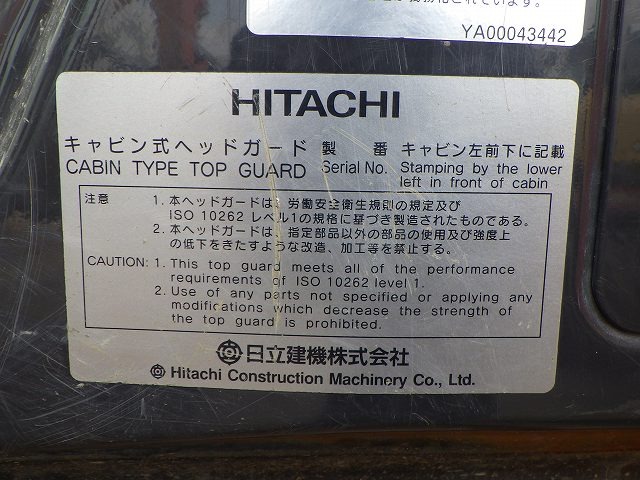 されています。
YA00043442
HITACHI
キャビン式ヘッドガード 製 番 キャビン左前下に記載
CABIN TYPE TOP GUARD Serial No. Stamping by the lower
left in front of cabin
注意 1. 本ヘッドガードは、労働安全衛生規則の規定及び
ISO 10262 レベル1の規格に基づき製造されたものである。
2. 本ヘッドガードは、指定部品以外の部品の使用及び強度上
の低下をきたすような改造、加工等を禁止する。
CAUTION: 1. This top guard meets all of the performance
requirements of ISO 10262 level 1.
2. Use of any parts not specified or applying any
modifications which decrease the strength of
the top guard is prohibited.
日立建機株式会社
Hitachi Construction Machinery Co., Ltd.